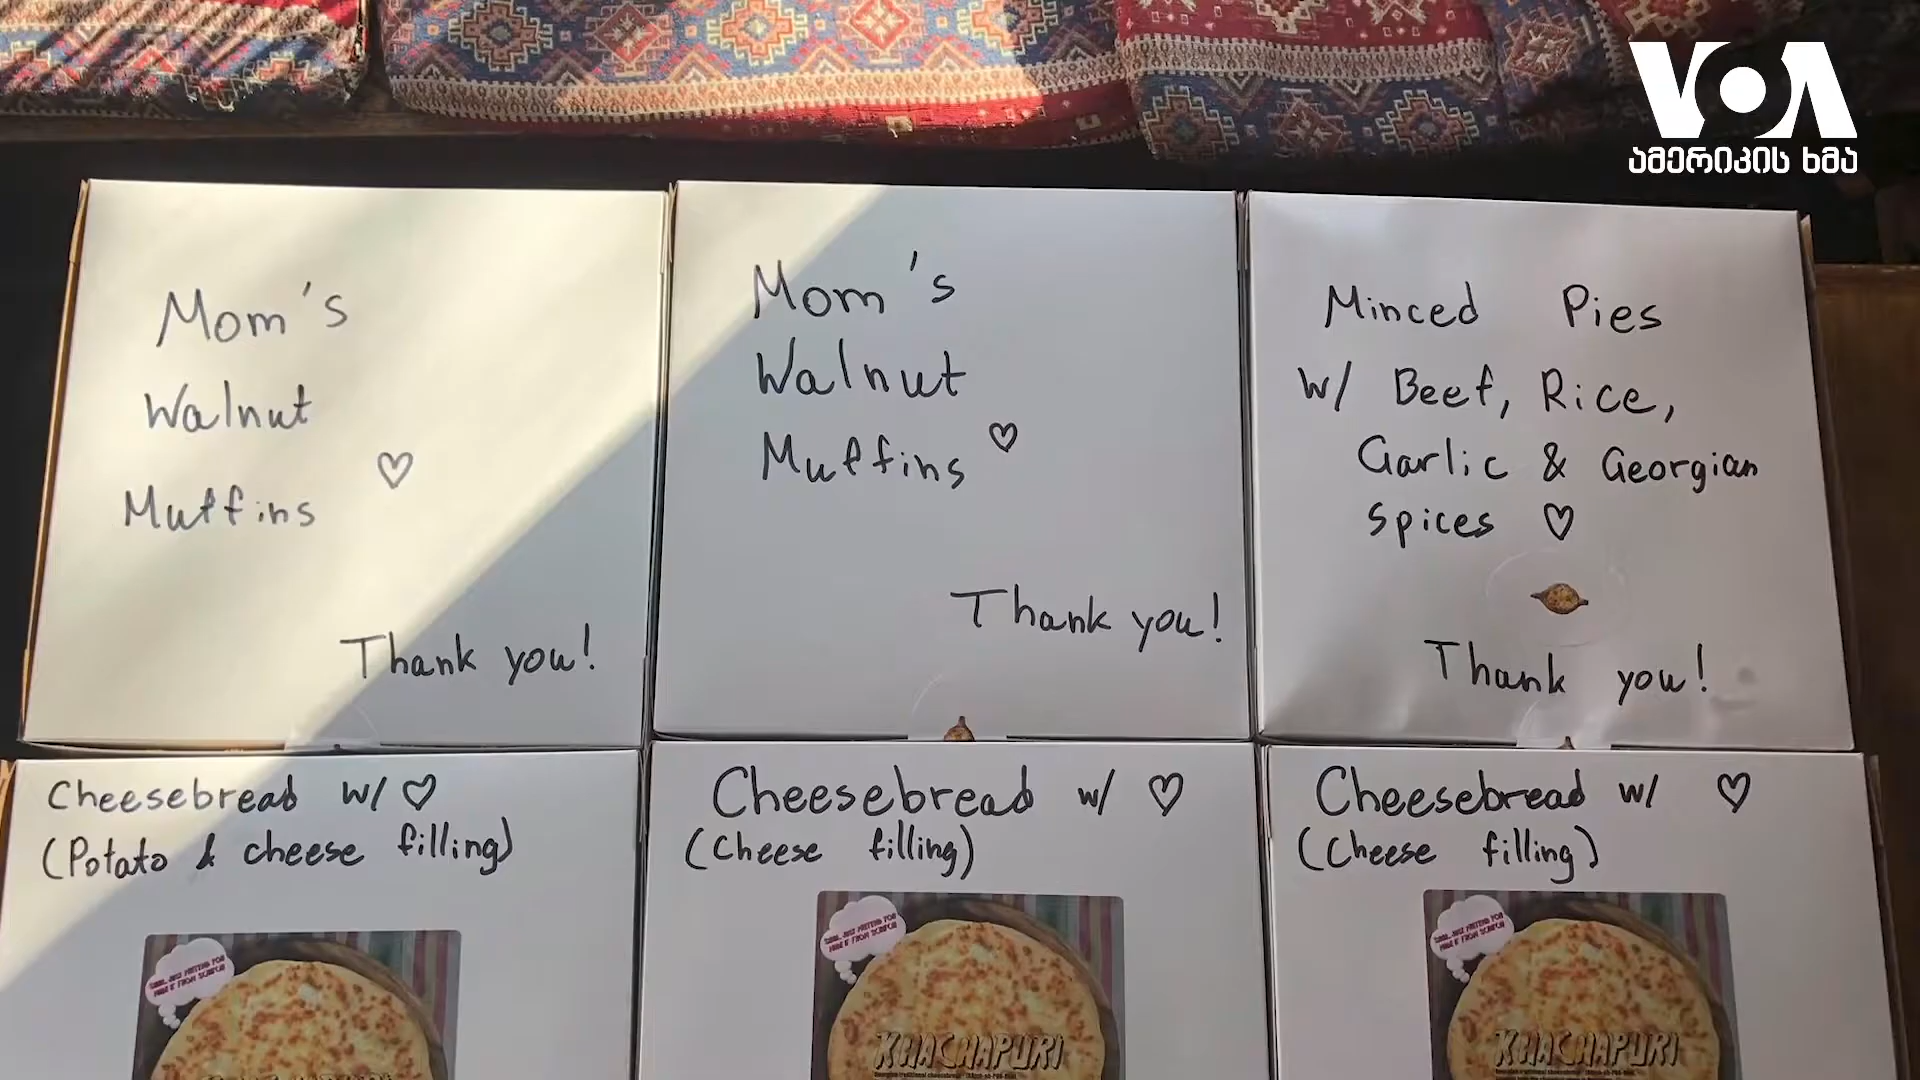 VOA
ამერიკის ხმა
Mom's
Walnut
Muffins ♡
Thank you!
Mom's
Walnut
Muffins ♡
Thank you!
Minced Pies
w/ Beef, Rice,
Garlic & Georgian
Spices ♡
Thank you!
Cheesebread w/ ♡
(Potato & cheese filling)
Cheesebread w/ ♡
(Cheese filling)
KHACHAPURI
Cheesebread w/ ♡
(Cheese filling)
KHACHAPURI